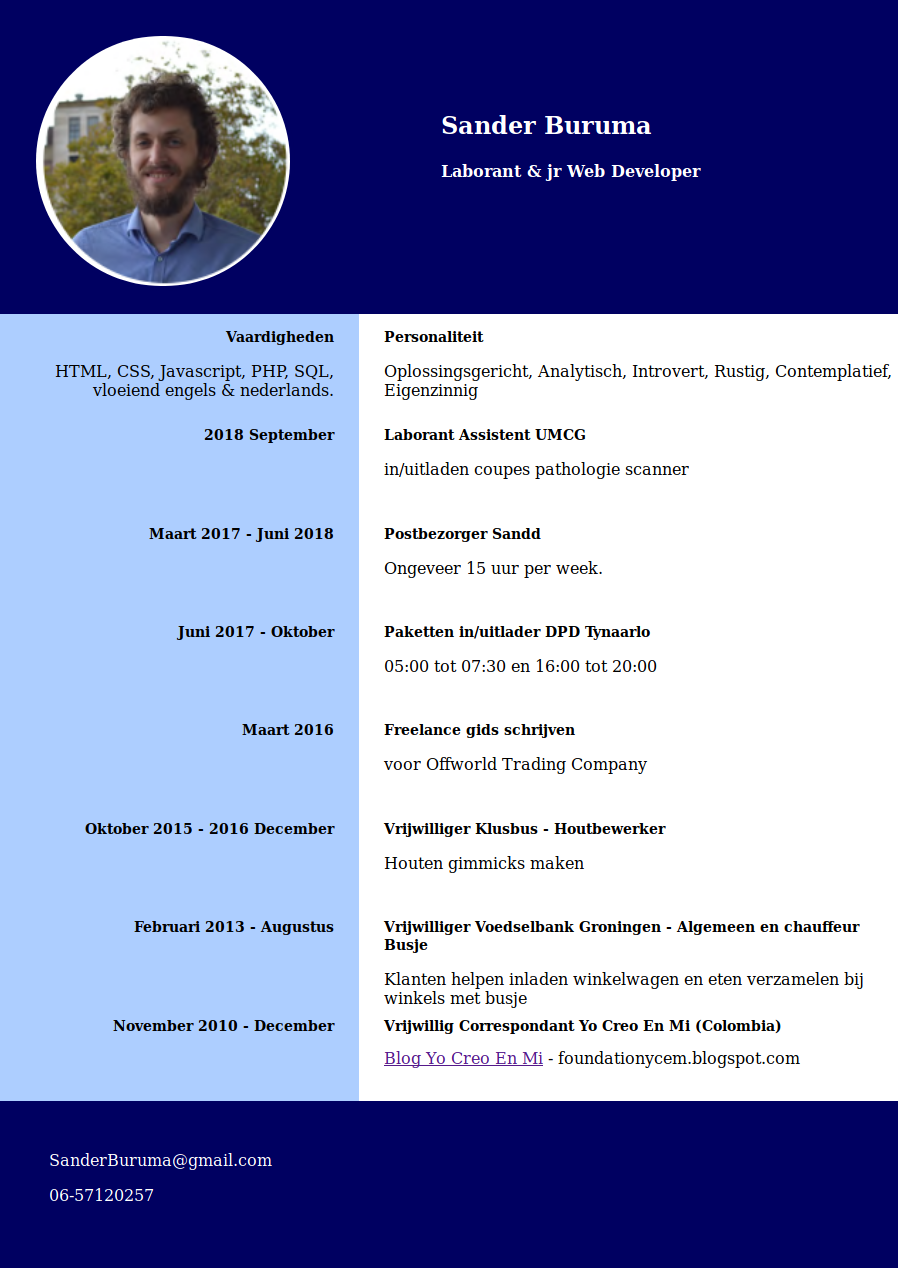 Sander Buruma
Laborant & jr Web Developer
Vaardigheden
HTML, CSS, Javascript, PHP, SQL,
vloeiend engels & nederlands.
Personaliteit
Oplossingsgericht, Analytisch, Introvert, Rustig, Contemplatief,
Eigenzinnig
2018 September
Laborant Assistent UMCG
in/uitladen coupes pathologie scanner
Maart 2017 - Juni 2018
Postbezorger Sandd
Ongeveer 15 uur per week.
Juni 2017 - Oktober
Paketten in/uitlader DPD Tynaarlo
05:00 tot 07:30 en 16:00 tot 20:00
Maart 2016
Freelance gids schrijven
voor Offworld Trading Company
Oktober 2015 - 2016 December
Vrijwilliger Klusbus - Houtbewerker
Houten gimmicks maken
Februari 2013 - Augustus
Vrijwilliger Voedselbank Groningen - Algemeen en chauffeur
Busje
Klanten helpen inladen winkelwagen en eten verzamelen bij
winkels met busje
November 2010 - December
Vrijwillig Correspondant Yo Creo En Mi (Colombia)
Blog Yo Creo En Mi - foundationycem.blogspot.com
SanderBuruma@gmail.com
06-57120257